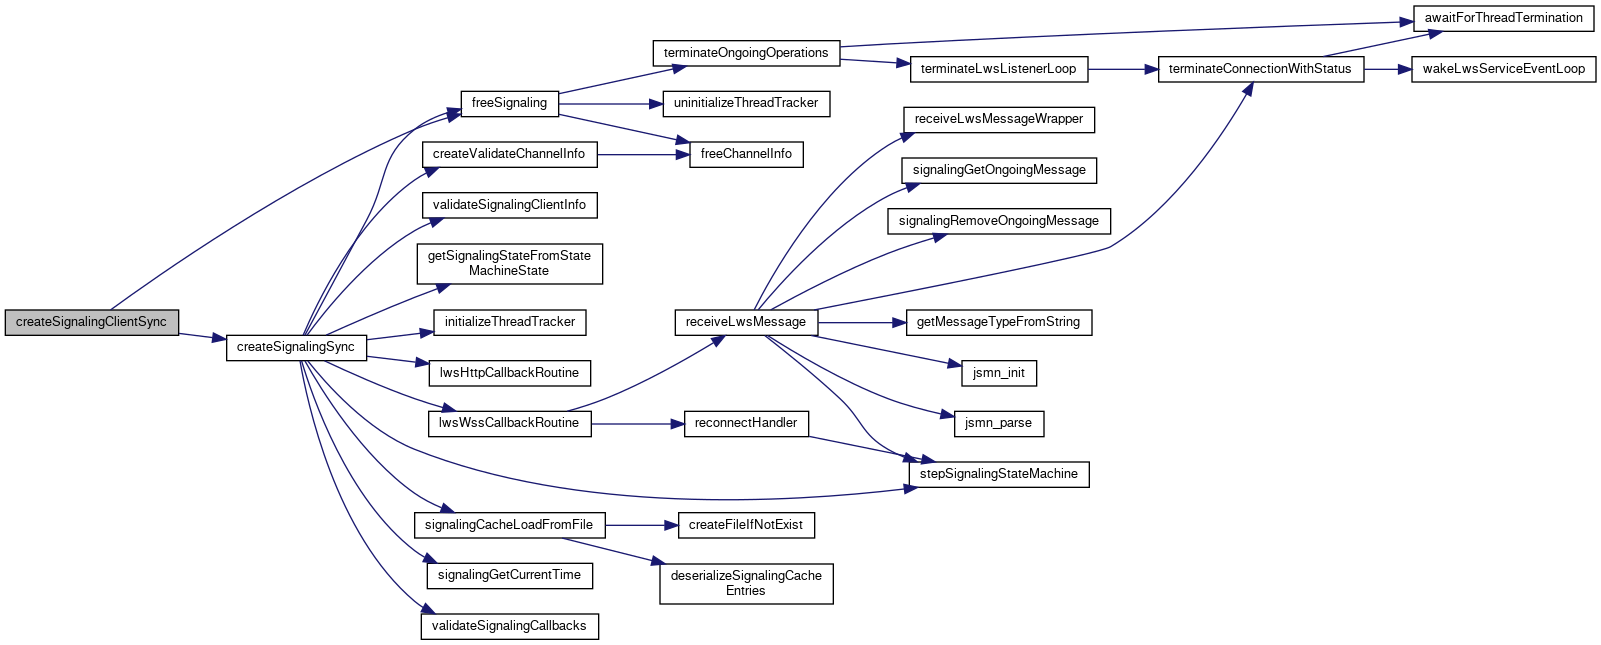 createSignalingClientSync
createSignalingSync
freeSignaling
createValidateChannelInfo
validateSignalingClientInfo
getSignalingStateFromState
MachineState
initializeThreadTracker
lwsHttpCallbackRoutine
lwsWssCallbackRoutine
signalingCacheLoadFromFile
signalingGetCurrentTime
validateSignalingCallbacks
terminateOngoingOperations
uninitializeThreadTracker
freeChannelInfo
receiveLwsMessage
reconnectHandler
createFileIfNotExist
deserializeSignalingCache
Entries
terminateLwsListenerLoop
receiveLwsMessageWrapper
signalingGetOngoingMessage
signalingRemoveOngoingMessage
getMessageTypeFromString
jsmn_init
jsmn_parse
stepSignalingStateMachine
terminateConnectionWithStatus
awaitForThreadTermination
wakeLwsServiceEventLoop